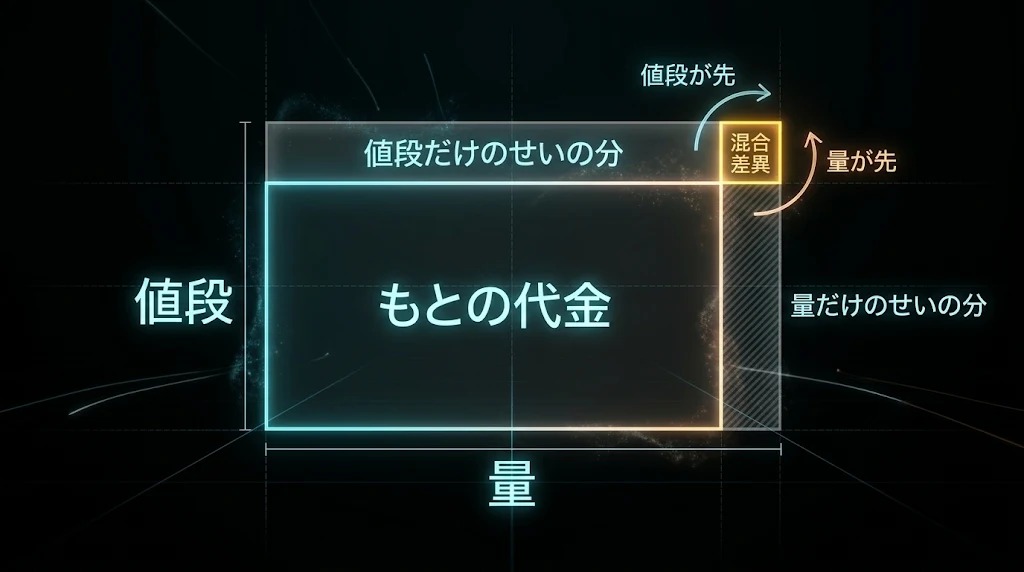 値段が先
値段だけのせいの分
混合
差異
量が先
値段
もとの代金
量だけのせいの分
量